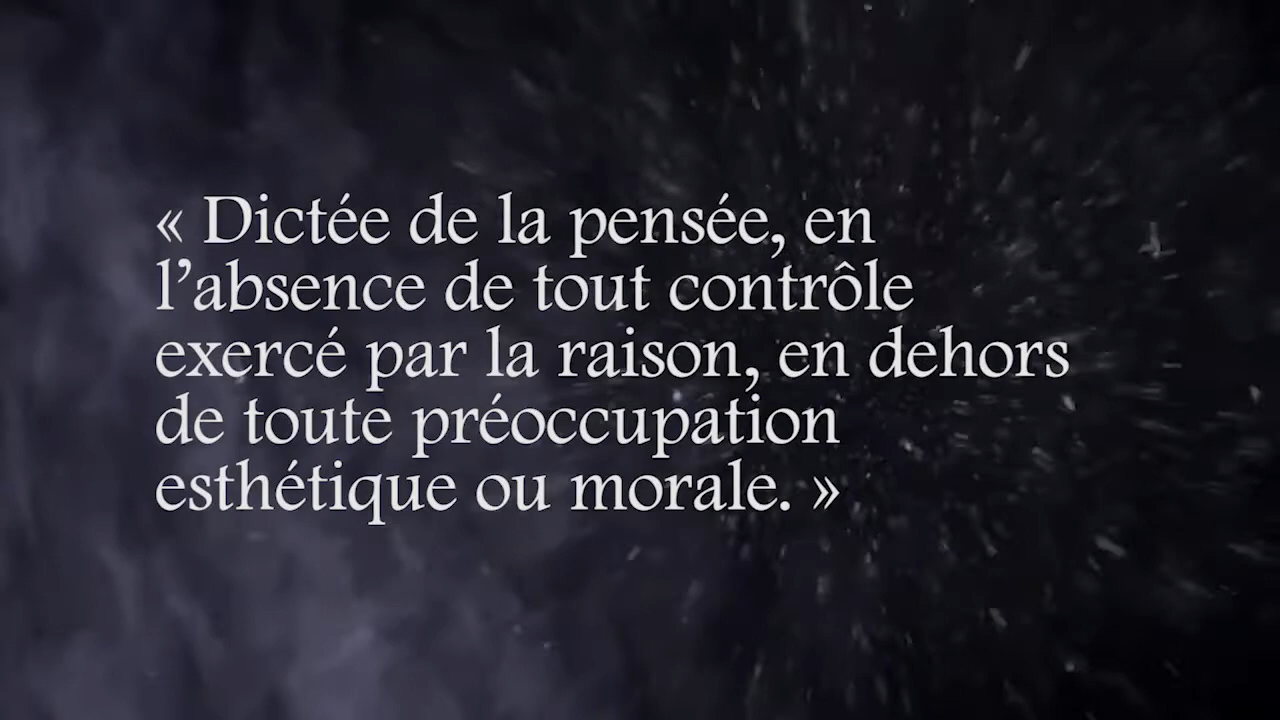 « Dictée de la pensée, en
l’absence de tout contrôle
exercé par la raison, en dehors
de toute préoccupation
esthétique ou morale. »